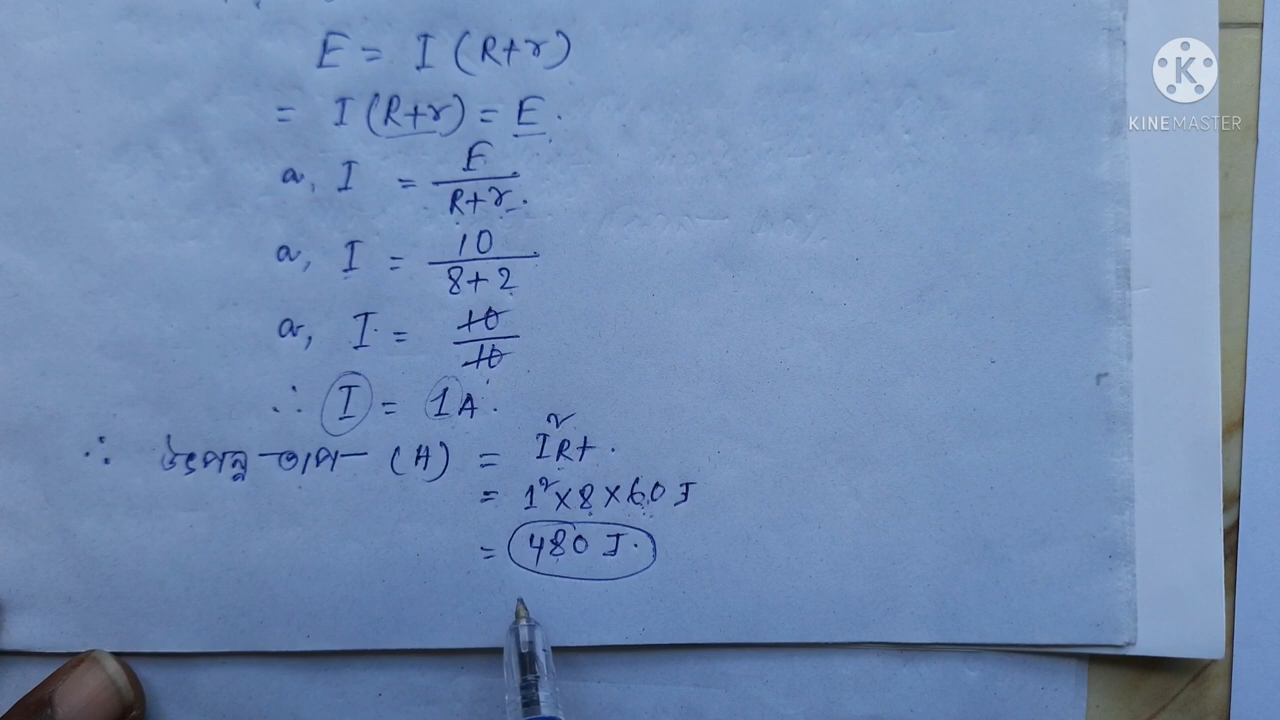 E = I (R+r)
= I (R+r) = E.
বা, I = E / R+r.
বা, I = 10 / 8+2
বা, I = 10 / 10
∴ I = 1A.
∴ উৎপন্ন তাপ (H) = I²Rt.
= 1² × 8 × 60 J
= 480 J.
KINEMASTER